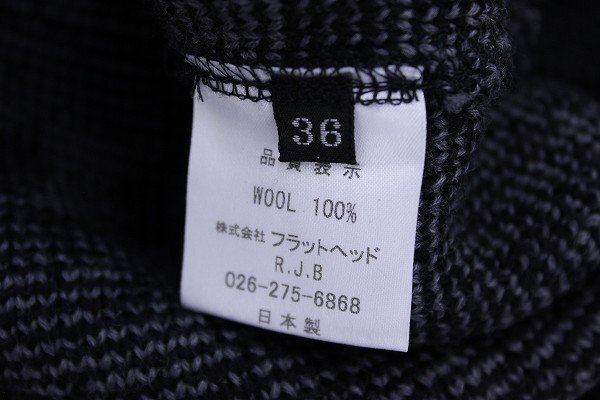 36
品質表示
WOOL 100%
株式会社 フラットヘッド
R.J.B
026-275-6868
日本製